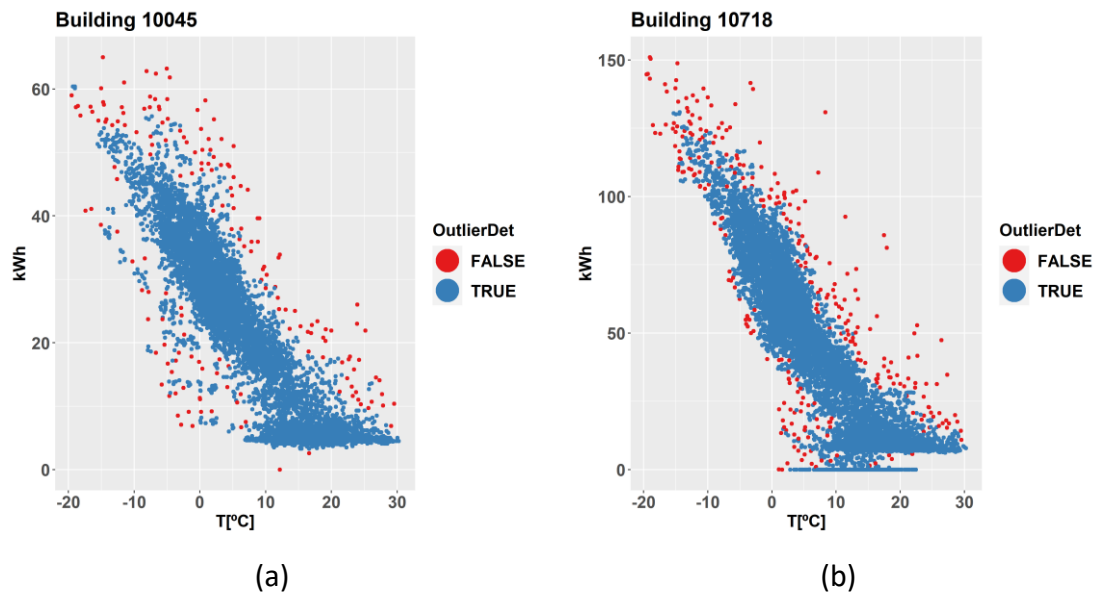 Building 10045
60
40
20
0
kWh
-20
-10
0
10
20
30
T[ºC]
OutlierDet
FALSE
TRUE
(a)
Building 10718
150
100
50
0
kWh
-20
-10
0
10
20
30
T[ºC]
OutlierDet
FALSE
TRUE
(b)